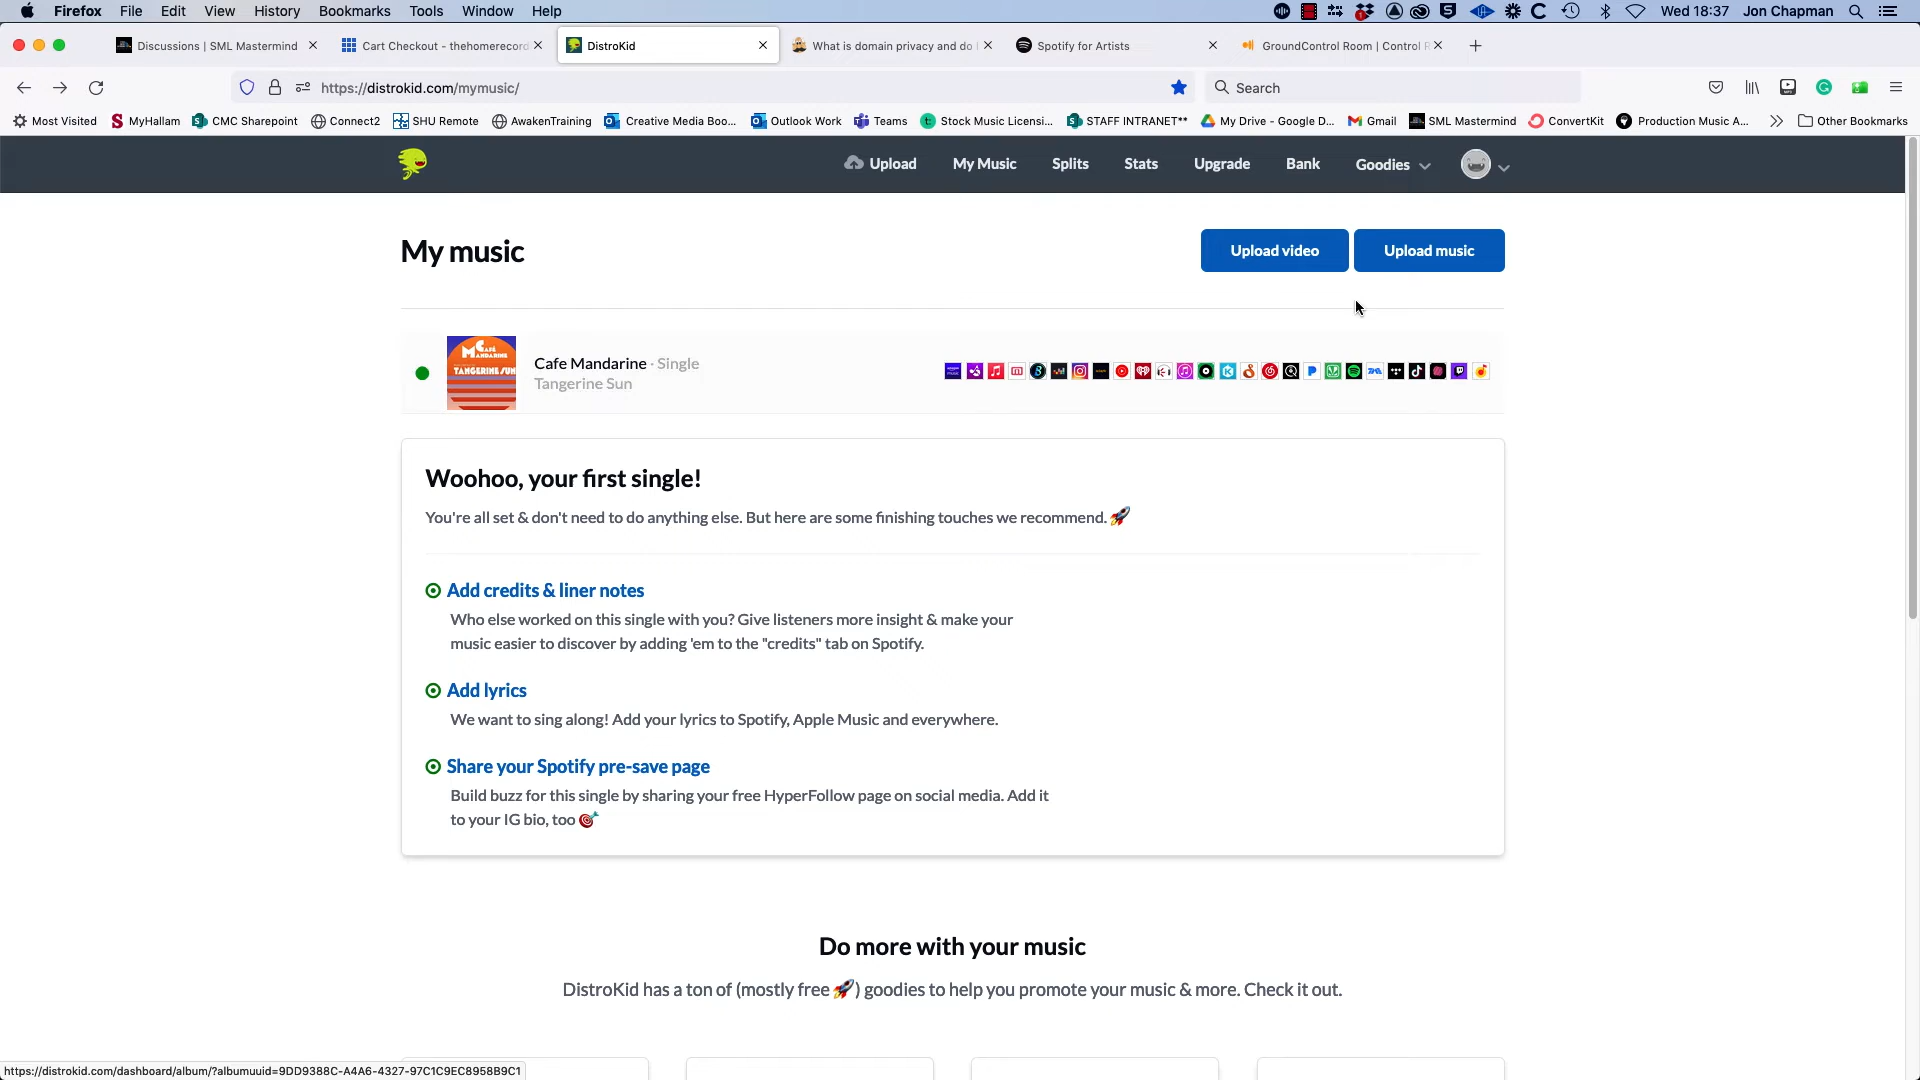 Firefox File Edit View History Bookmarks Tools Window Help Wed 18:37 Jon Chapman
Discussions | SML Mastermind Cart Checkout - thehomerecord DistroKid What is domain privacy and do Spotify for Artists GroundControl Room | Control
https://distrokid.com/mymusic/ Search
Most Visited MyHallam CMC Sharepoint Connect2 SHU Remote AwakenTraining Creative Media Boo... Outlook Work Teams Stock Music Licensi... STAFF INTRANET** My Drive - Google D... Gmail SML Mastermind ConvertKit Production Music A... Other Bookmarks
Upload My Music Splits Stats Upgrade Bank Goodies
My music Upload video Upload music
MCafé
MANDARINE
TANGERINE SUN
Cafe Mandarine · Single
Tangerine Sun
Woohoo, your first single!
You're all set & don't need to do anything else. But here are some finishing touches we recommend. 🚀
Add credits & liner notes
Who else worked on this single with you? Give listeners more insight & make your
music easier to discover by adding 'em to the "credits" tab on Spotify.
Add lyrics
We want to sing along! Add your lyrics to Spotify, Apple Music and everywhere.
Share your Spotify pre-save page
Build buzz for this single by sharing your free HyperFollow page on social media. Add it
to your IG bio, too 🎯
Do more with your music
DistroKid has a ton of (mostly free 🚀) goodies to help you promote your music & more. Check it out.
https://distrokid.com/dashboard/album/?albumuuid=9DD9388C-A4A6-4327-97C1C9EC8958B9C1